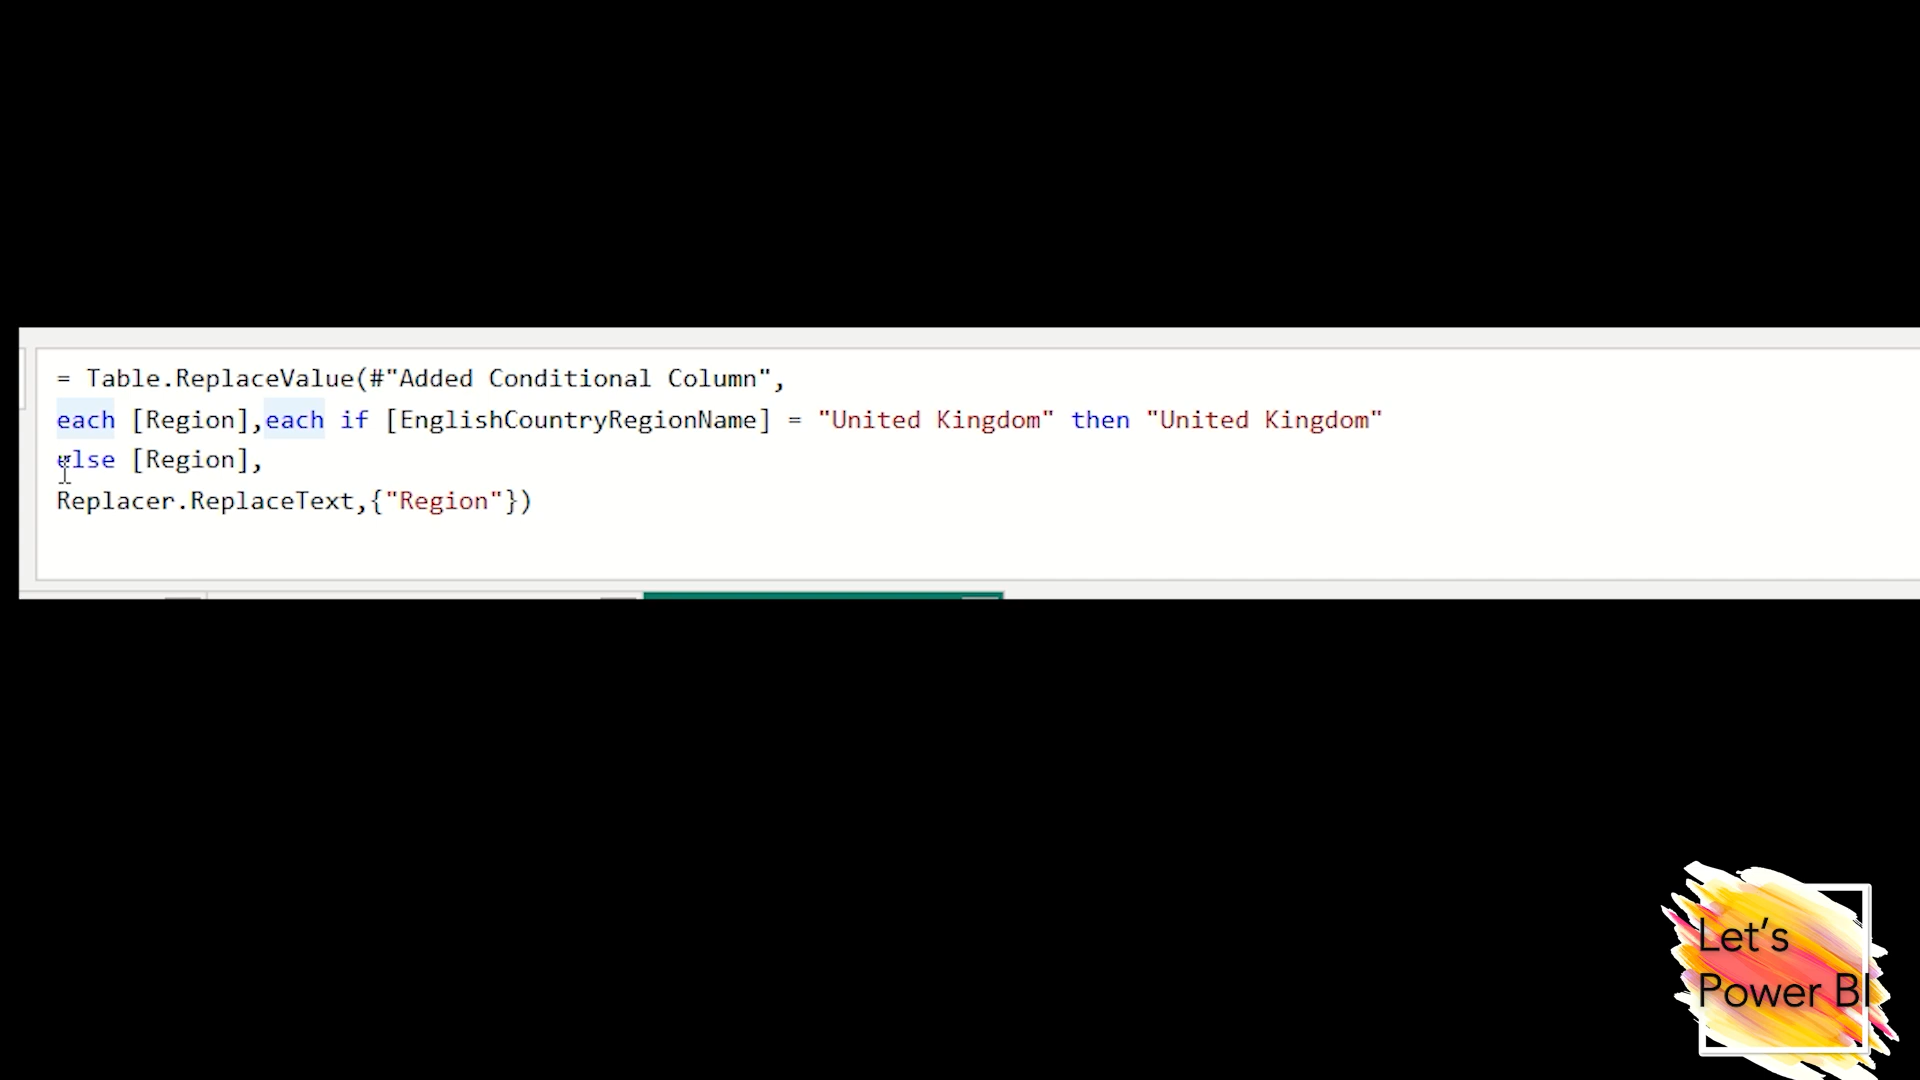 = Table.ReplaceValue(#"Added Conditional Column",
each [Region],each if [EnglishCountryRegionName] = "United Kingdom" then "United Kingdom"
else [Region],
Replacer.ReplaceText,{"Region"})
Let's
Power BI